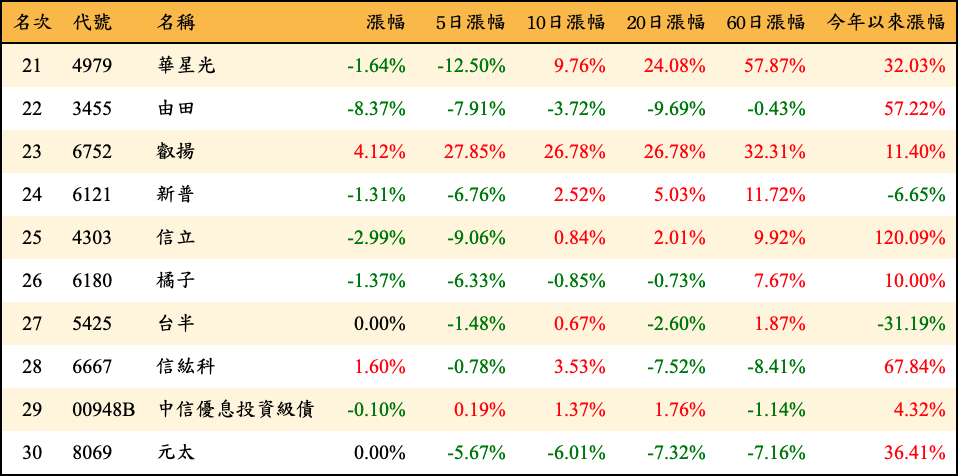 名次 代號 名稱 漲幅 5日漲幅 10日漲幅 20日漲幅 60日漲幅 今年以來漲幅
21 4979 華星光 -1.64% -12.50% 9.76% 24.08% 57.87% 32.03%
22 3455 由田 -8.37% -7.91% -3.72% -9.69% -0.43% 57.22%
23 6752 叡揚 4.12% 27.85% 26.78% 26.78% 32.31% 11.40%
24 6121 新普 -1.31% -6.76% 2.52% 5.03% 11.72% -6.65%
25 4303 信立 -2.99% -9.06% 0.84% 2.01% 9.92% 120.09%
26 6180 橘子 -1.37% -6.33% -0.85% -0.73% 7.67% 10.00%
27 5425 台半 0.00% -1.48% 0.67% -2.60% 1.87% -31.19%
28 6667 信紘科 1.60% -0.78% 3.53% -7.52% -8.41% 67.84%
29 00948B 中信優息投資級債 -0.10% 0.19% 1.37% 1.76% -1.14% 4.32%
30 8069 元太 0.00% -5.67% -6.01% -7.32% -7.16% 36.41%